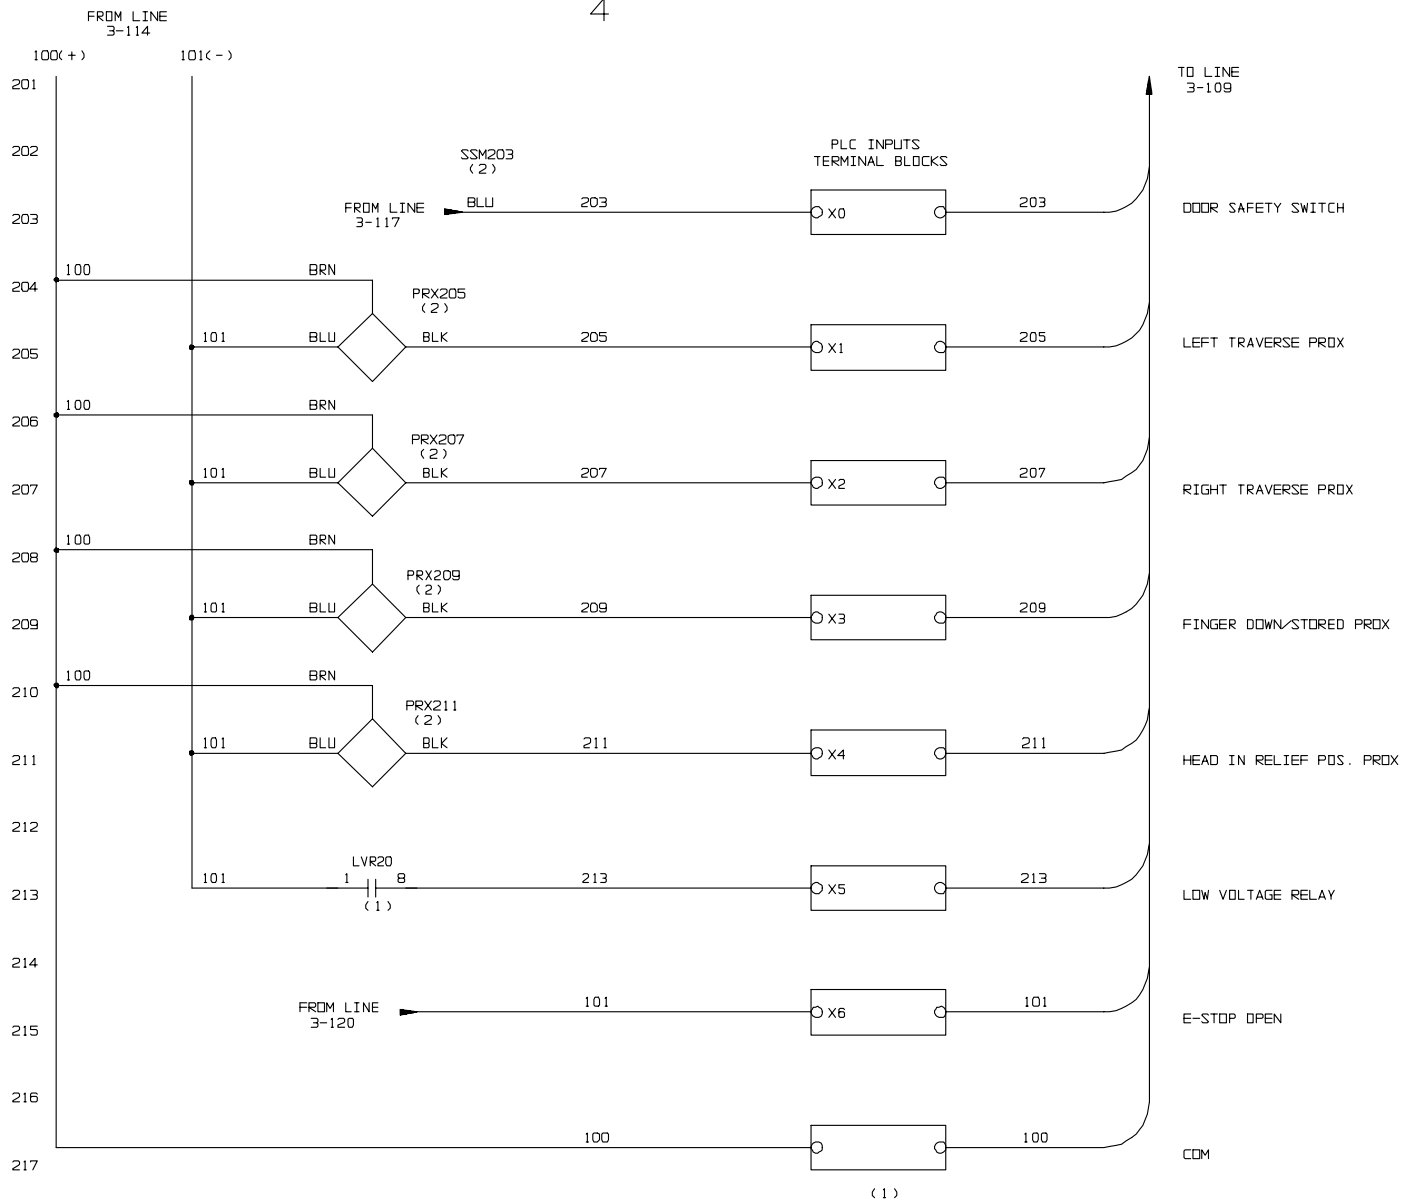 4
FROM LINE
3-114
100(+) 101(-)
201
TO LINE
3-109
202
SSM203
(2)
PLC INPUTS
TERMINAL BLOCKS
203
FROM LINE
3-117
BLU 203 X0 203 DOOR SAFETY SWITCH
204
100 BRN
PRX205
(2)
205
101 BLU BLK 205 X1 205 LEFT TRAVERSE PROX
206
100 BRN
PRX207
(2)
207
101 BLU BLK 207 X2 207 RIGHT TRAVERSE PROX
208
100 BRN
PRX209
(2)
209
101 BLU BLK 209 X3 209 FINGER DOWN/STORED PROX
210
100 BRN
PRX211
(2)
211
101 BLU BLK 211 X4 211 HEAD IN RELIEF POS. PROX
212
LVR20
213
101 1 8 213 X5 213 LOW VOLTAGE RELAY
(1)
214
215
FROM LINE
3-120
101 X6 101 E-STOP OPEN
216
217
100 100 COM
(1)